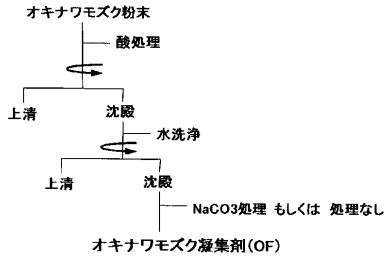 オキナワモズク粉末
酸処理
上清
沈殿
水洗浄
上清
沈殿
NaCO3処理 もしくは 処理なし
オキナワモズク凝集剤(OF)